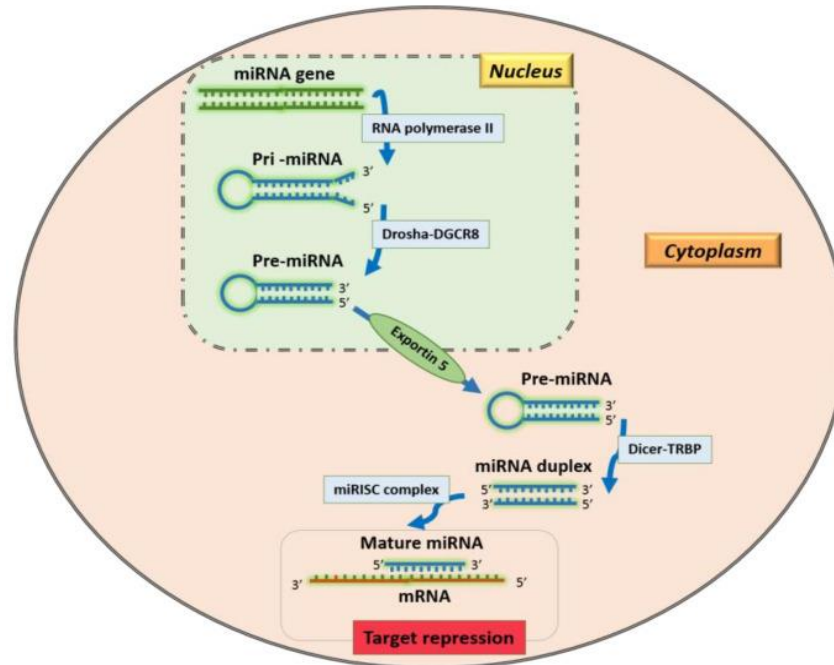 Nucleus
miRNA gene
RNA polymerase II
Pri -miRNA
3′
5′
Drosha-DGCR8
Cytoplasm
Pre-miRNA
3′
5′
Exportin 5
Pre-miRNA
3′
5′
Dicer-TRBP
miRNA duplex
5′ 3′
3′ 5′
miRISC complex
Mature miRNA
5′ 3′
3′ 5′
mRNA
Target repression